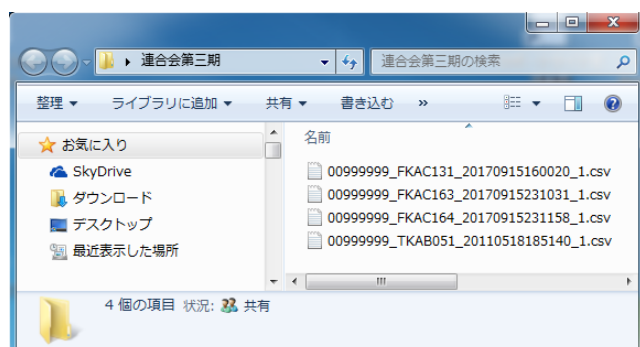 連合会第三期
連合会第三期の検索
整理 ライブラリに追加 共有 書き込む »
お気に入り
SkyDrive
ダウンロード
デスクトップ
最近表示した場所
名前
00999999_FKAC131_20170915160020_1.csv
00999999_FKAC163_20170915231031_1.csv
00999999_FKAC164_20170915231158_1.csv
00999999_TKAB051_20110518185140_1.csv
4 個の項目 状況: 共有